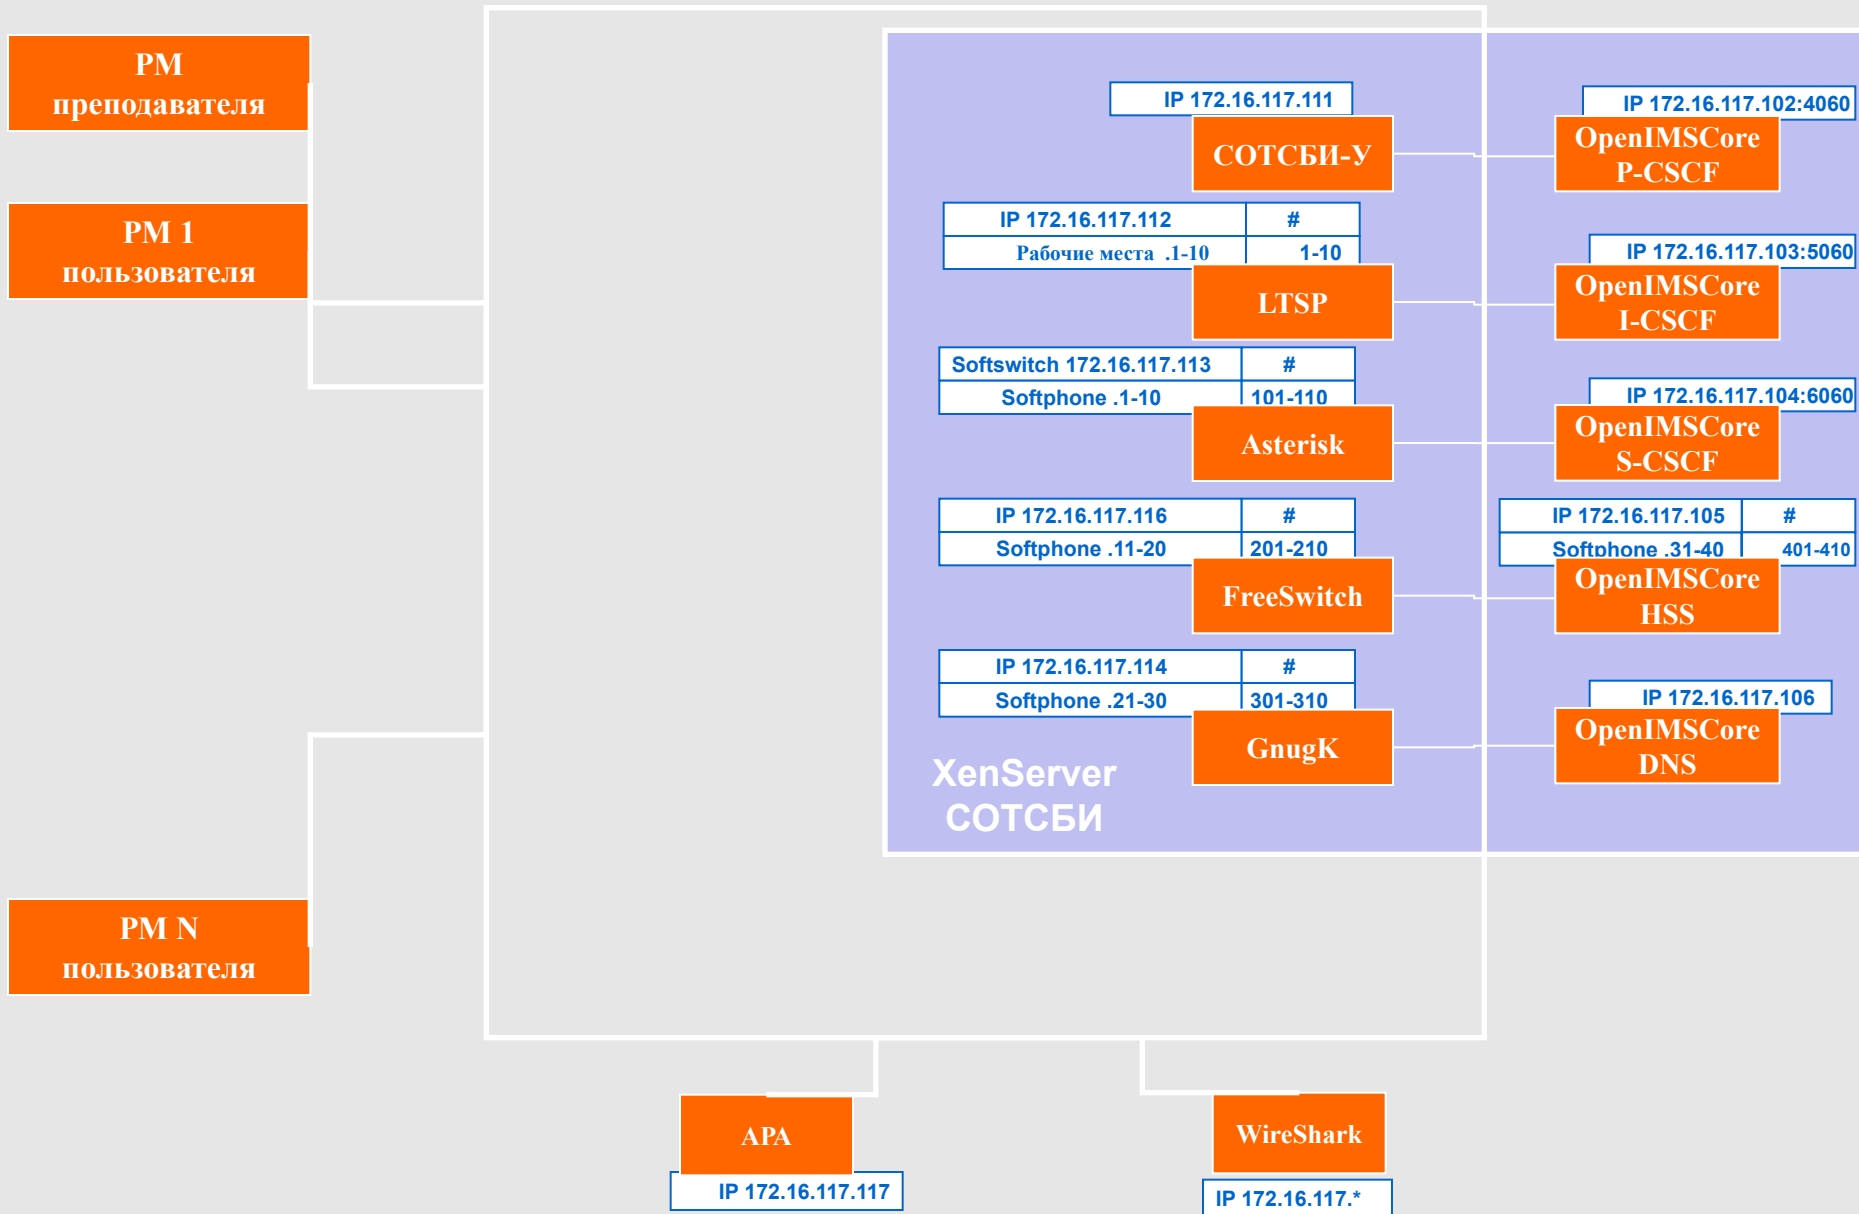 РМ
преподавателя
РМ 1
пользователя
РМ N
пользователя
IP 172.16.117.111
СОТСБИ-У
IP 172.16.117.102:4060
OpenIMSCore
P-CSCF
IP 172.16.117.112 #
Рабочие места .1-10 1-10
LTSP
IP 172.16.117.103:5060
OpenIMSCore
I-CSCF
Softswitch 172.16.117.113 #
Softphone .1-10 101-110
Asterisk
IP 172.16.117.104:6060
OpenIMSCore
S-CSCF
IP 172.16.117.116 #
Softphone .11-20 201-210
FreeSwitch
IP 172.16.117.105 #
Softphone .31-40 401-410
OpenIMSCore
HSS
IP 172.16.117.114 #
Softphone .21-30 301-310
GnugK
IP 172.16.117.106
OpenIMSCore
DNS
XenServer
СОТСБИ
APA
IP 172.16.117.117
WireShark
IP 172.16.117.*